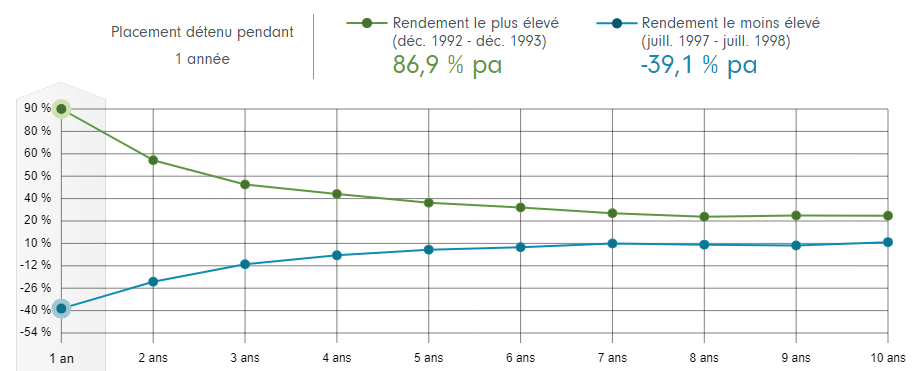 Placement détenu pendant
1 année
Rendement le plus élevé
(déc. 1992 - déc. 1993)
86,9 % pa
Rendement le moins élevé
(juill. 1997 - juill. 1998)
-39,1 % pa
90 %
80 %
60 %
50 %
40 %
20 %
10 %
-12 %
-26 %
-40 %
-54 %
1 an 2 ans 3 ans 4 ans 5 ans 6 ans 7 ans 8 ans 9 ans 10 ans